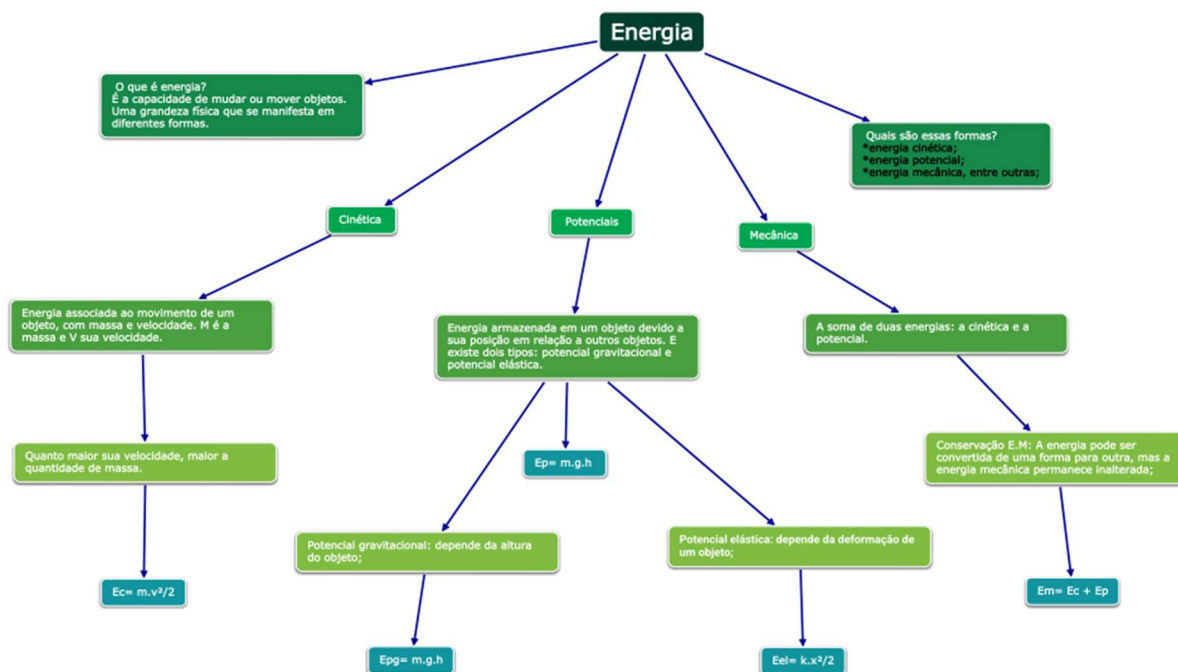 Energia
O que é energia?
É a capacidade de mudar ou mover objetos.
Uma grandeza física que se manifesta em
diferentes formas.
Quais são essas formas?
*energia cinética;
*energia potencial;
*energia mecânica, entre outras;
Cinética
Potenciais
Mecânica
Energia associada ao movimento de um
objeto, com massa e velocidade. M é a
massa e V sua velocidade.
Energia armazenada em um objeto devido a
sua posição em relação a outros objetos. E
existe dois tipos: potencial gravitacional e
potencial elástica.
A soma de duas energias: a cinética e a
potencial.
Quanto maior sua velocidade, maior a
quantidade de massa.
Ep= m.g.h
Conservação E.M: A energia pode ser
convertida de uma forma para outra, mas a
energia mecânica permanece inalterada;
Potencial gravitacional: depende da altura
do objeto;
Potencial elástica: depende da deformação de
um objeto;
Ec= m.v²/2
Em= Ec + Ep
Epg= m.g.h
Eel= k.x²/2